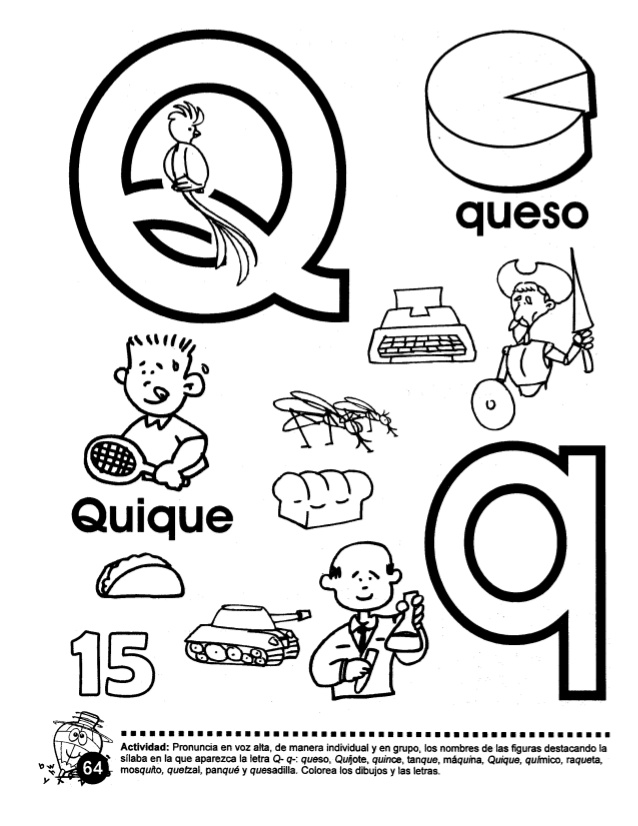 Q
queso
Quique
q
15
64
Actividad: Pronuncia en voz alta, de manera individual y en grupo, los nombres de las figuras destacando la
sílaba en la que aparezca la letra Q- q-: queso, Quijote, quince, tanque, máquina, Quique, químico, raqueta,
mosquito, quetzal, panqué y quesadilla. Colorea los dibujos y las letras.